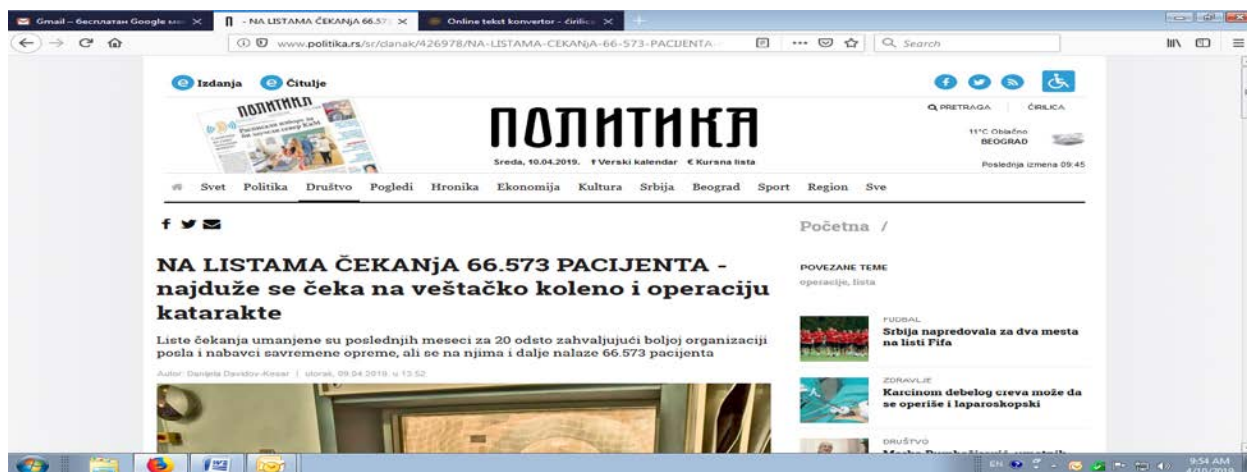 Gmail – бесплатан Google
- NA LISTAMA ČEKANjA 66.57
Online tekst konvertor - ćirilica
www.politika.rs/sr/clanak/426978/NA-LISTAMA-CEKANjA-66-573-PACIJENTA
Search
Izdanja
Čitulje
ПОЛИТИКА
ПОЛИТИКА
PRETRAGA
ĆIRILICA
11°C Oblačno
BEOGRAD
Sreda, 10.04.2019. Verski kalendar € Kursna lista
Poslednja izmena 09:45
Svet Politika Društvo Pogledi Hronika Ekonomija Kultura Srbija Beograd Sport Region Sve
Početna /
NA LISTAMA ČEKANjA 66.573 PACIJENTA -
najduže se čeka na veštačko koleno i operaciju
katarakte
Liste čekanja umanjene su poslednjih meseci za 20 odsto zahvaljujući boljoj organizaciji
posla i nabavci savremene opreme, ali se na njima i dalje nalaze 66.573 pacijenta
Autor: Danijela Davidov-Kesar | utorak, 09.04.2019. u 13:52
POVEZANE TEME
operacije, lista
FUDBAL
Srbija napredovala za dva mesta
na listi Fifa
ZDRAVLJE
Karcinom debelog creva može da
se operiše i laparoskopski
DRUŠTVO
EN
9:54 AM
4/10/2019